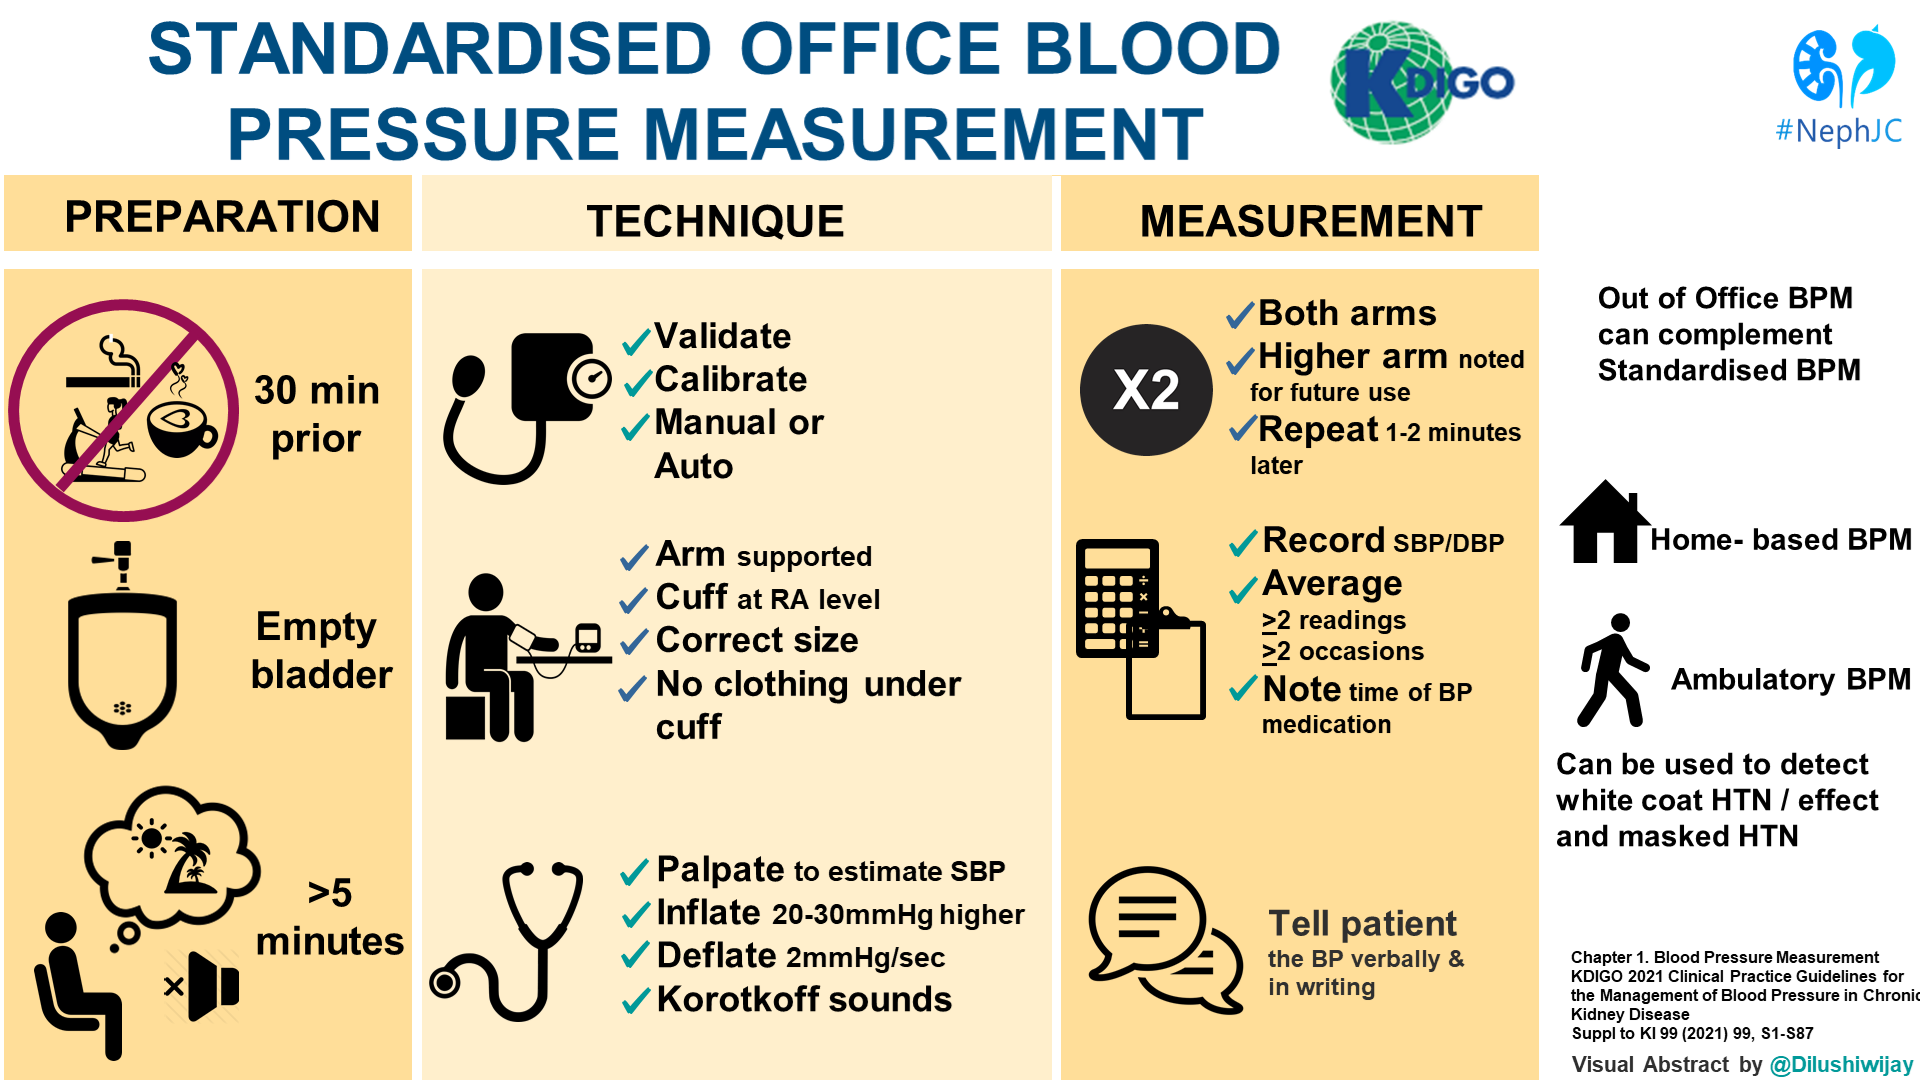 STANDARDISED OFFICE BLOOD
PRESSURE MEASUREMENT
KDIGO
#NephJC
PREPARATION
30 min
prior
Empty
bladder
>5
minutes
TECHNIQUE
Validate
Calibrate
Manual or
Auto
Arm supported
Cuff at RA level
Correct size
No clothing under
cuff
Palpate to estimate SBP
Inflate 20-30mmHg higher
Deflate 2mmHg/sec
Korotkoff sounds
MEASUREMENT
X2
Both arms
Higher arm noted
for future use
Repeat 1-2 minutes
later
Record SBP/DBP
Average
≥2 readings
≥2 occasions
Note time of BP
medication
Tell patient
the BP verbally &
in writing
Out of Office BPM
can complement
Standardised BPM
Home- based BPM
Ambulatory BPM
Can be used to detect
white coat HTN / effect
and masked HTN
Chapter 1. Blood Pressure Measurement
KDIGO 2021 Clinical Practice Guidelines for
the Management of Blood Pressure in Chronic
Kidney Disease
Suppl to KI 99 (2021) 99, S1-S87
Visual Abstract by @Dilushiwijay